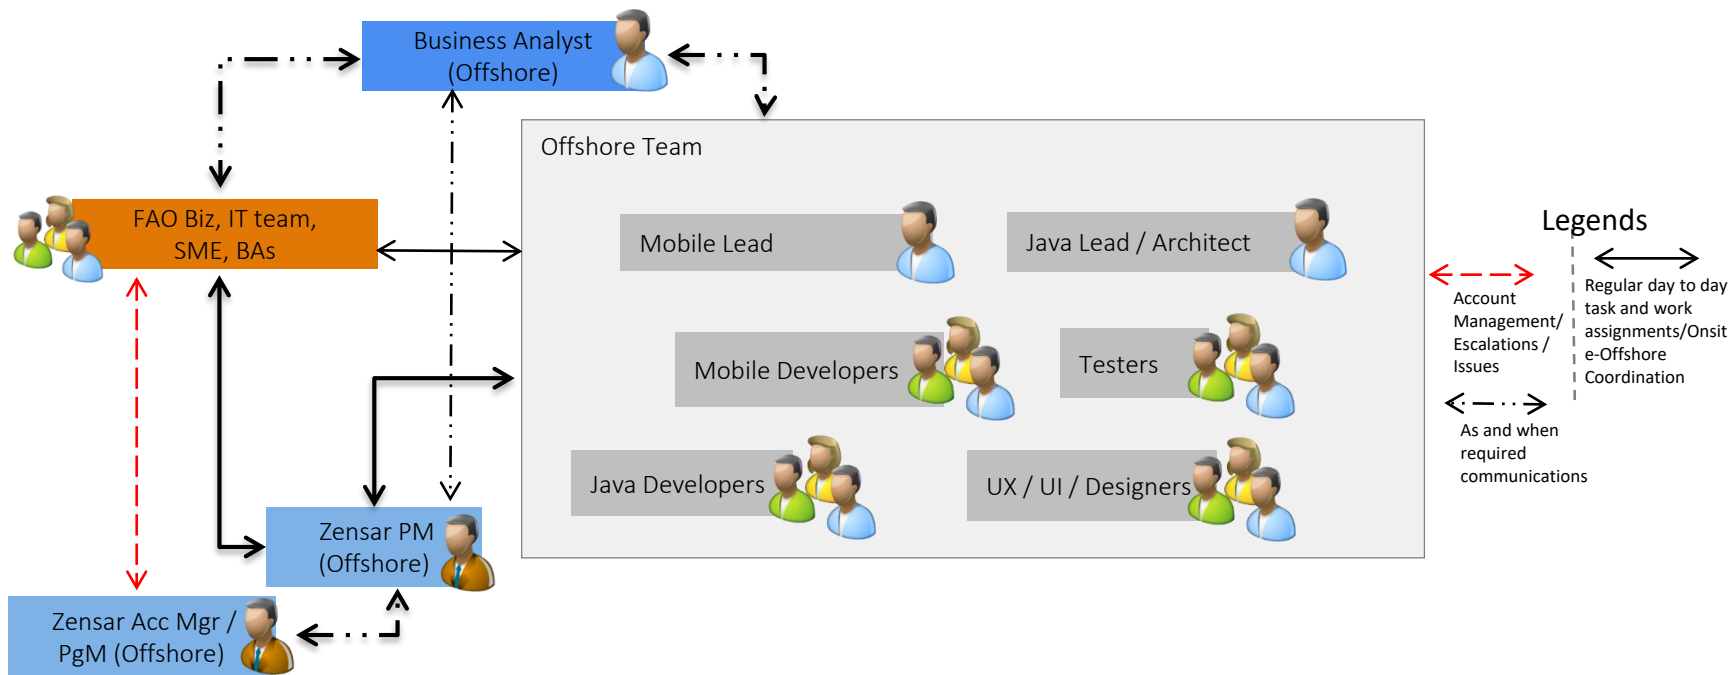 Business Analyst
(Offshore)
Offshore Team
FAO Biz, IT team,
SME, BAs
Mobile Lead
Java Lead / Architect
Mobile Developers
Testers
Java Developers
UX / UI / Designers
Zensar PM
(Offshore)
Zensar Acc Mgr /
PgM (Offshore)
Legends
Account
Management/
Escalations /
Issues
Regular day to day
task and work
assignments/Onsit
e-Offshore
Coordination
As and when
required
communications